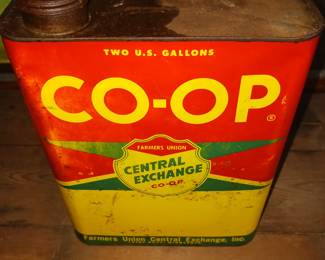 TWO U.S. GALLONS
CO-OP®
FARMERS UNION
CENTRAL
EXCHANGE
CO-OP
Farmers Union Central Exchange, Inc.